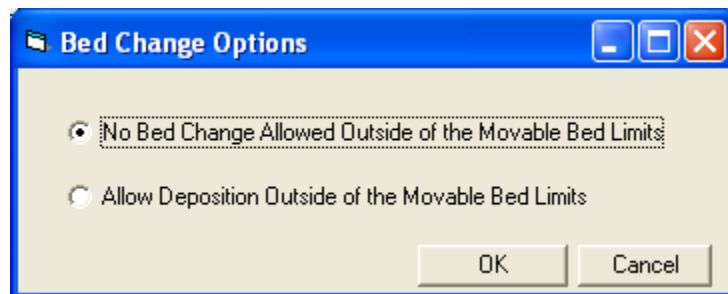 Bed Change Options
No Bed Change Allowed Outside of the Movable Bed Limits
Allow Deposition Outside of the Movable Bed Limits
OK Cancel